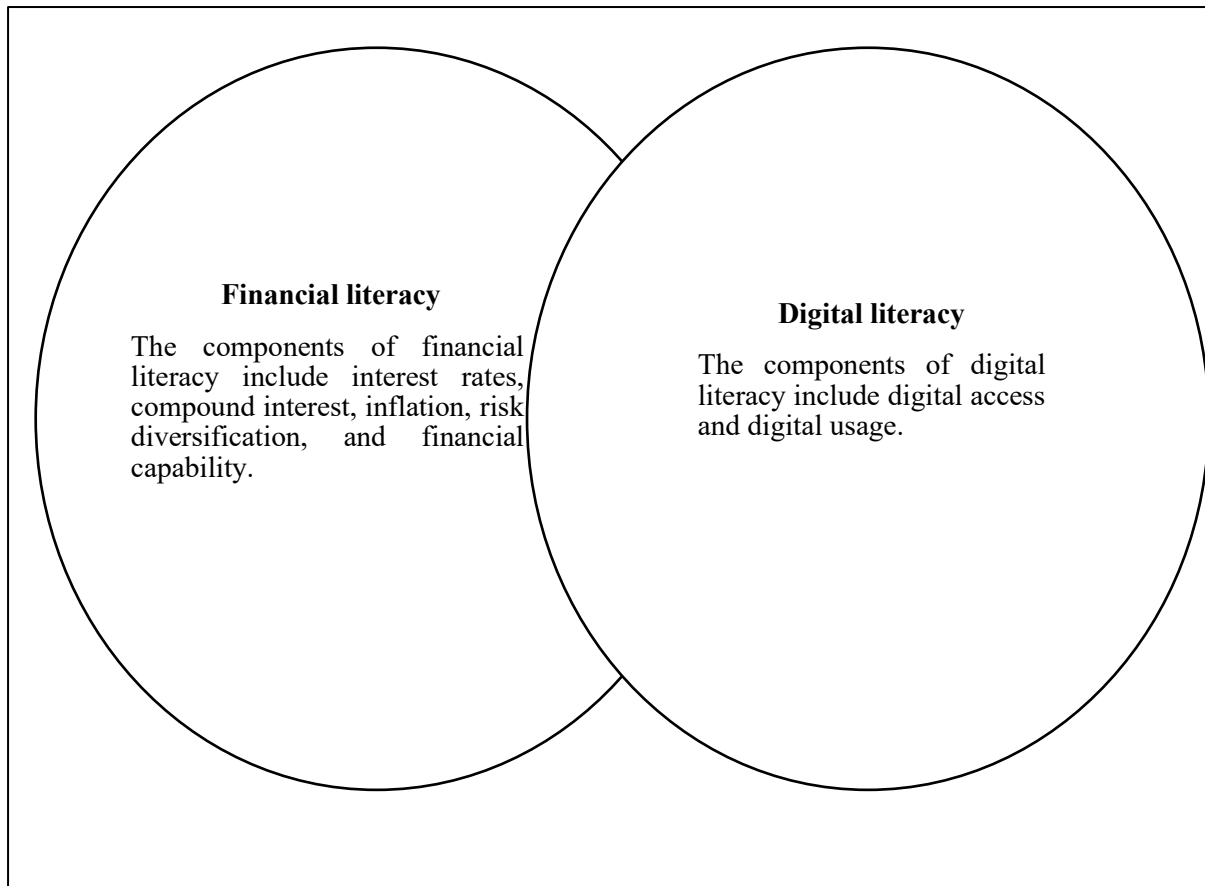 Financial literacy
The components of financial
literacy include interest rates,
compound interest, inflation, risk
diversification, and financial
capability.
Digital literacy
The components of digital
literacy include digital access
and digital usage.